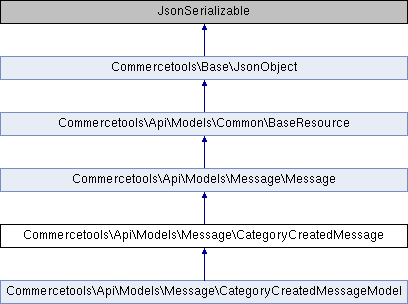 JsonSerializable
Commercetools\Base\JsonObject
Commercetools\Api\Models\Common\BaseResource
Commercetools\Api\Models\Message\Message
Commercetools\Api\Models\Message\CategoryCreatedMessage
Commercetools\Api\Models\Message\CategoryCreatedMessageModel